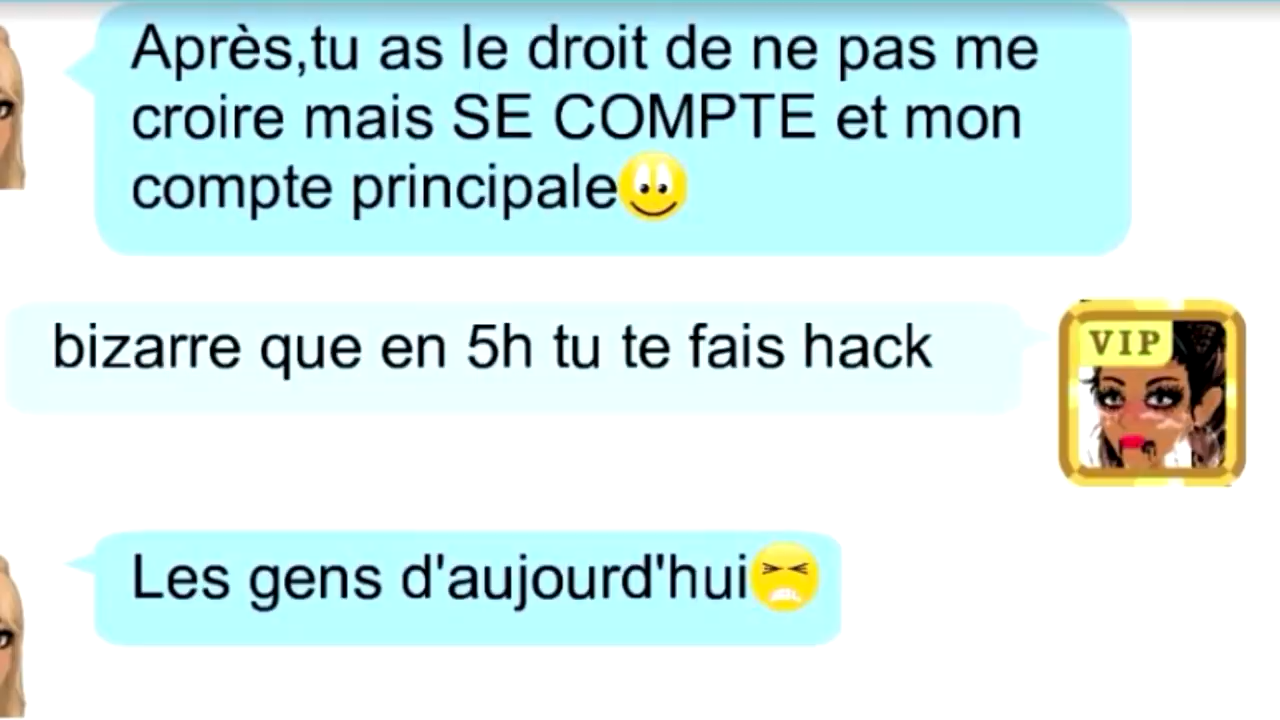 Après,tu as le droit de ne pas me
croire mais SE COMPTE et mon
compte principale
bizarre que en 5h tu te fais hack
VIP
Les gens d'aujourd'hui